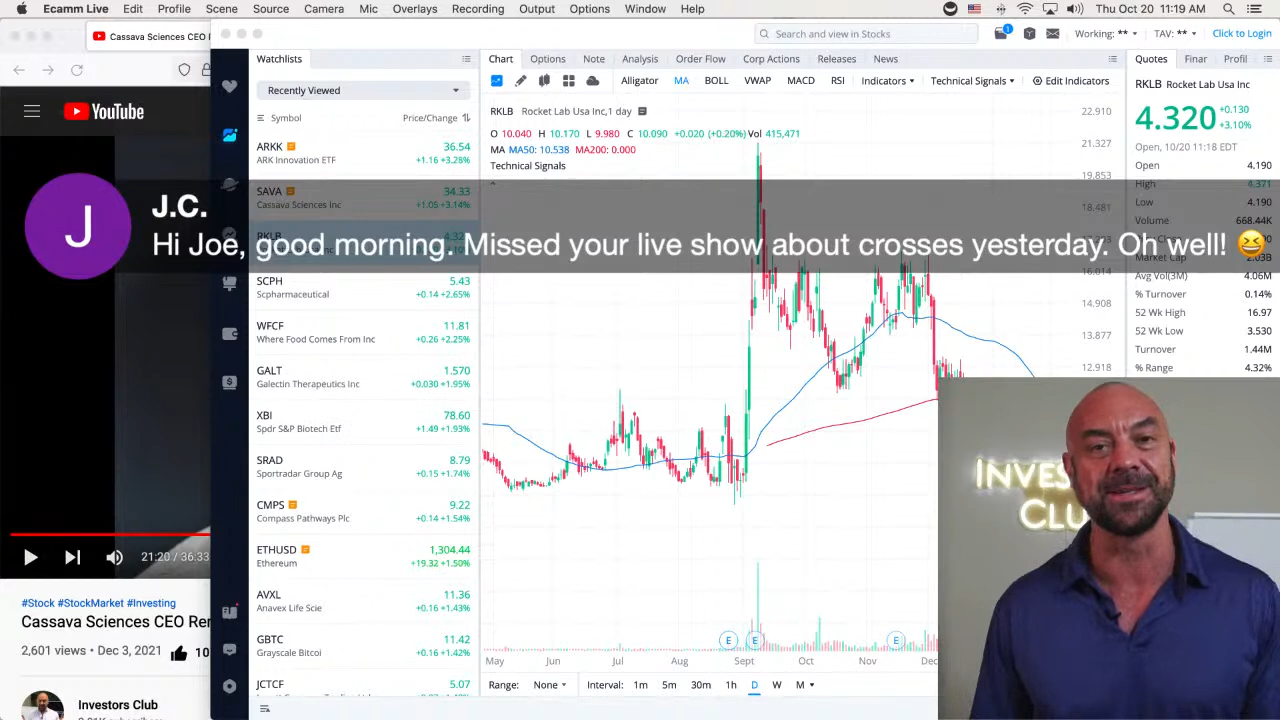 Ecamm Live Edit Profile Scene Source Camera Mic Overlays Recording Output Options Window Help Thu Oct 20 11:19 AM
Cassava Sciences CEO
YouTube
21:20 / 36:33
#Stock #StockMarket #Investing
Cassava Sciences CEO
2,601 views • Dec 3, 2021
Investors Club
Search and view in Stocks
1
Working: ** TAV: ** Click to Login
Watchlists
Recently Viewed
Symbol Price/Change
ARKK 36.54
ARK Innovation ETF +1.16 +3.28%
SAVA 34.33
Cassava Sciences Inc +1.05 +3.14%
J
J.C.
Hi Joe, good morning. Missed your live show about crosses yesterday. Oh well! 😆
SCPH 5.43
Scpharmaceutical +0.14 +2.65%
WFCF 11.81
Where Food Comes From Inc +0.26 +2.25%
GALT 1.570
Galectin Therapeutics Inc +0.030 +1.95%
XBI 78.60
Spdr S&P Biotech Etf +1.49 +1.93%
SRAD 8.79
Sportradar Group Ag +0.15 +1.74%
CMPS 9.22
Compass Pathways Plc +0.14 +1.54%
ETHUSD 1,304.44
Ethereum +19.32 +1.50%
AVXL 11.36
Anavex Life Scie +0.16 +1.43%
GBTC 11.42
Grayscale Bitcoi +0.16 +1.42%
JCTCF 5.07
Chart Options Note Analysis Order Flow Corp Actions Releases News
Alligator MA BOLL VWAP MACD RSI Indicators Technical Signals Edit Indicators
RKLB Rocket Lab Usa Inc,1 day
O 10.040 H 10.170 L 9.980 C 10.090 +0.020 (+0.20%) Vol 415,471
MA MA50: 10.538 MA200: 0.000
Technical Signals
22.910
21.327
19.853
18.481
16.014
14.908
13.877
12.918
E E E
May Jun Jul Aug Sept Oct Nov Dec
Range: None Interval: 1m 5m 30m 1h D W M
Quotes Finar Profil
RKLB Rocket Lab Usa Inc
4.320 +0.130
+3.10%
Open, 10/20 11:18 EDT
Open 4.190
High 4.371
Low 4.190
Volume 668.44K
Market Cap 2.03B
Avg Vol(3M) 4.06M
% Turnover 0.14%
52 Wk High 16.97
52 Wk Low 3.530
Turnover 1.44M
% Range 4.32%
INVES
CLU